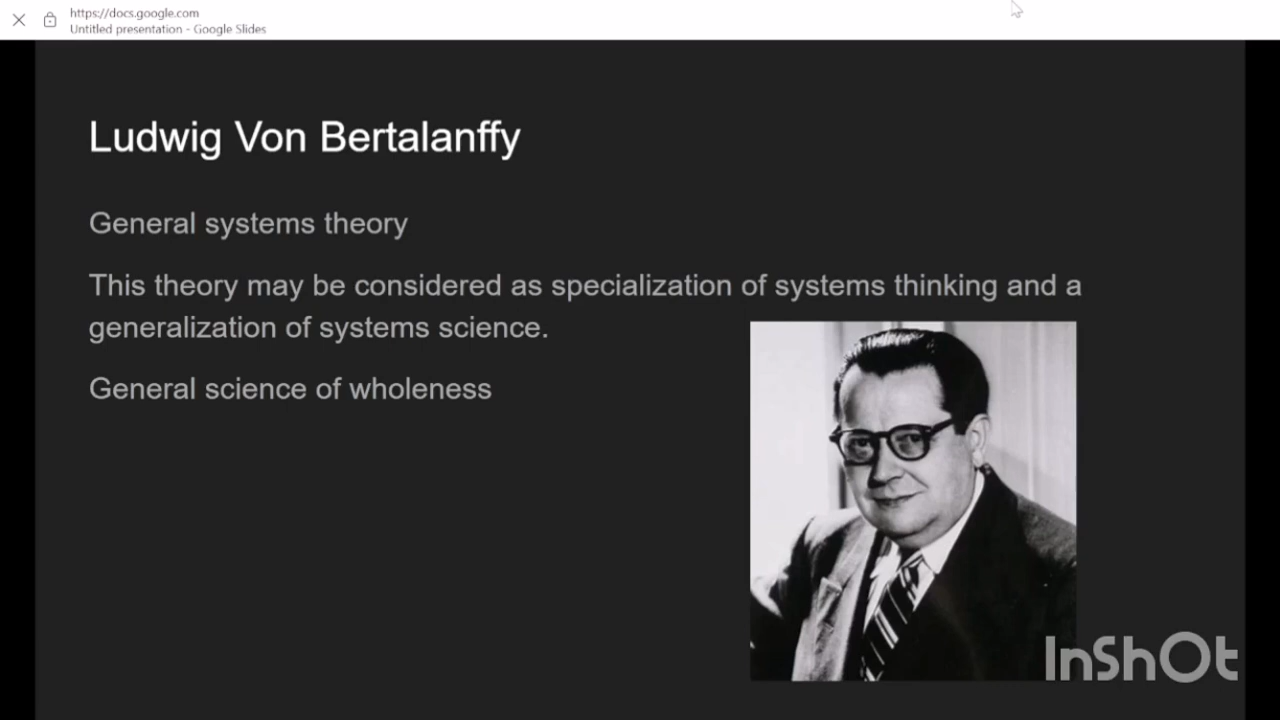 https://docs.google.com
Untitled presentation - Google Slides
Ludwig Von Bertalanffy
General systems theory
This theory may be considered as specialization of systems thinking and a
generalization of systems science.
General science of wholeness
InShOt